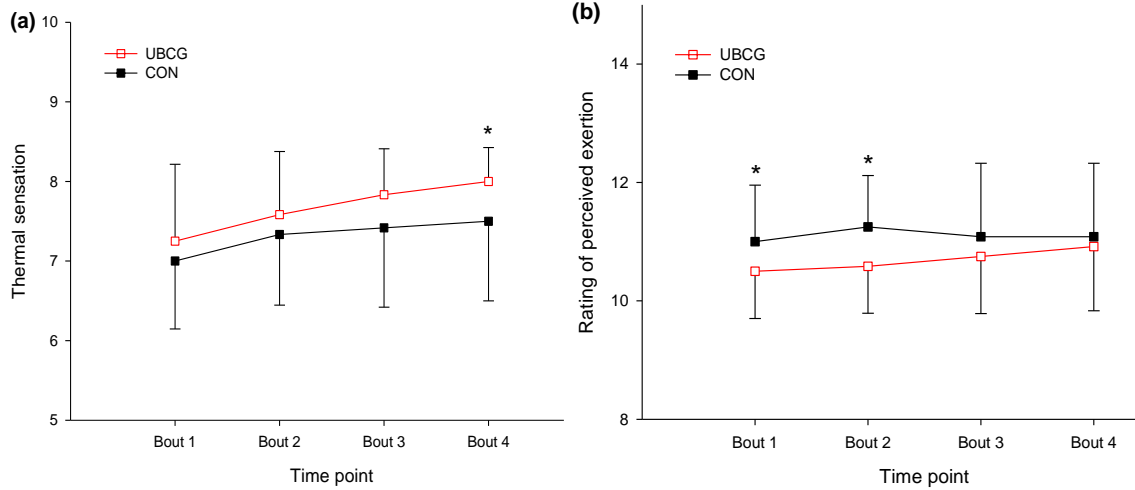 (a)
10
9
8
7
6
5
Thermal sensation
UBCG
CON
*
Bout 1 Bout 2 Bout 3 Bout 4
Time point
(b)
14
12
10
8
Rating of perceived exertion
UBCG
CON
* *
Bout 1 Bout 2 Bout 3 Bout 4
Time point